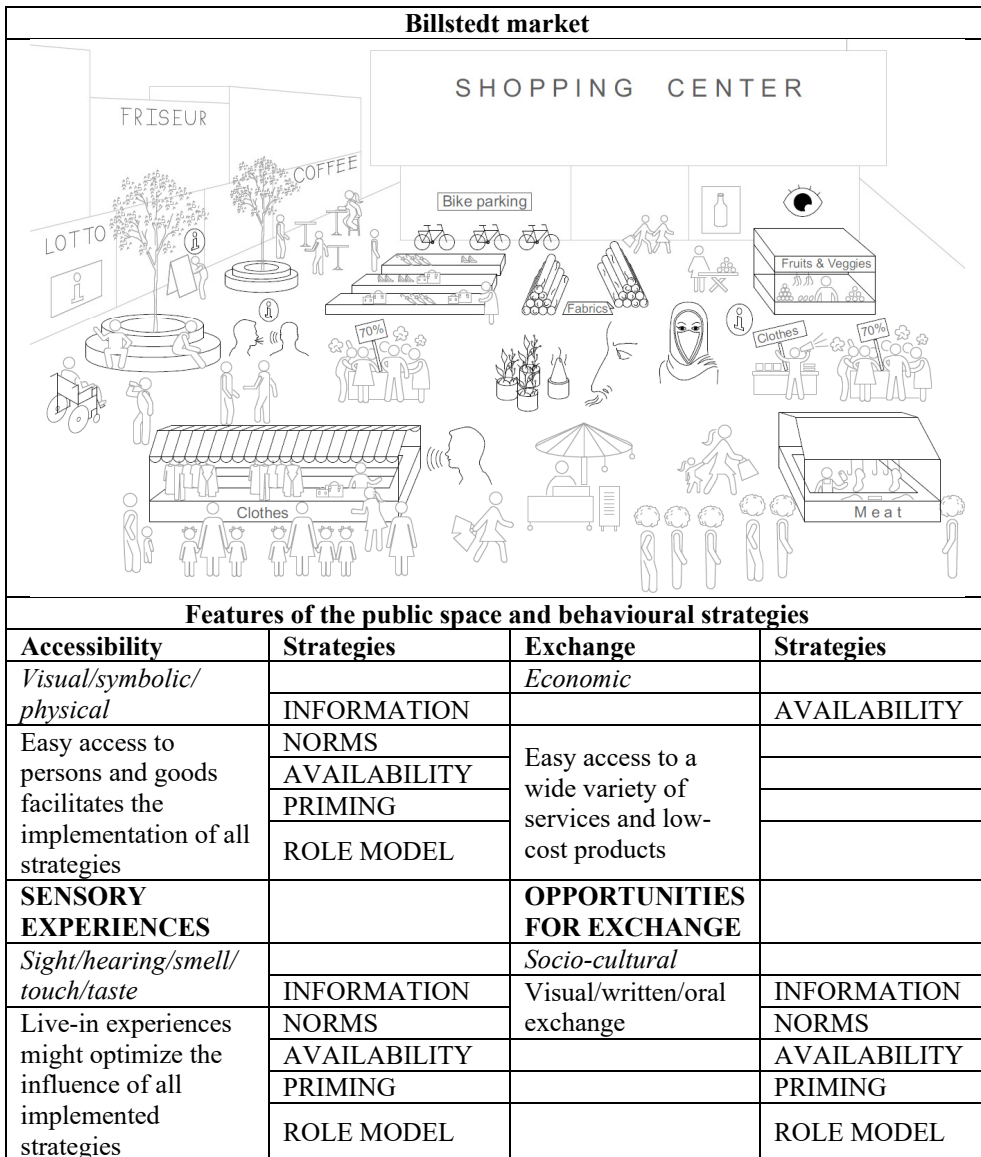 Billstedt market
SHOPPING CENTER
FRISEUR
COFFEE
LOTTO
i
i
i
Bike parking
Fruits & Veggies
Fabrics
i
70%
Clothes
70%
Clothes
Meat
Features of the public space and behavioural strategies
Accessibility Strategies Exchange Strategies
Visual/symbolic/
physical
INFORMATION
Economic
AVAILABILITY
Easy access to
persons and goods
facilitates the
implementation of all
strategies
NORMS
AVAILABILITY
PRIMING
ROLE MODEL
Easy access to a
wide variety of
services and low-
cost products
SENSORY
EXPERIENCES
OPPORTUNITIES
FOR EXCHANGE
Sight/hearing/smell/
touch/taste
INFORMATION
Socio-cultural
Visual/written/oral
exchange
INFORMATION
Live-in experiences
might optimize the
influence of all
implemented
strategies
NORMS
AVAILABILITY
PRIMING
ROLE MODEL
NORMS
AVAILABILITY
PRIMING
ROLE MODEL